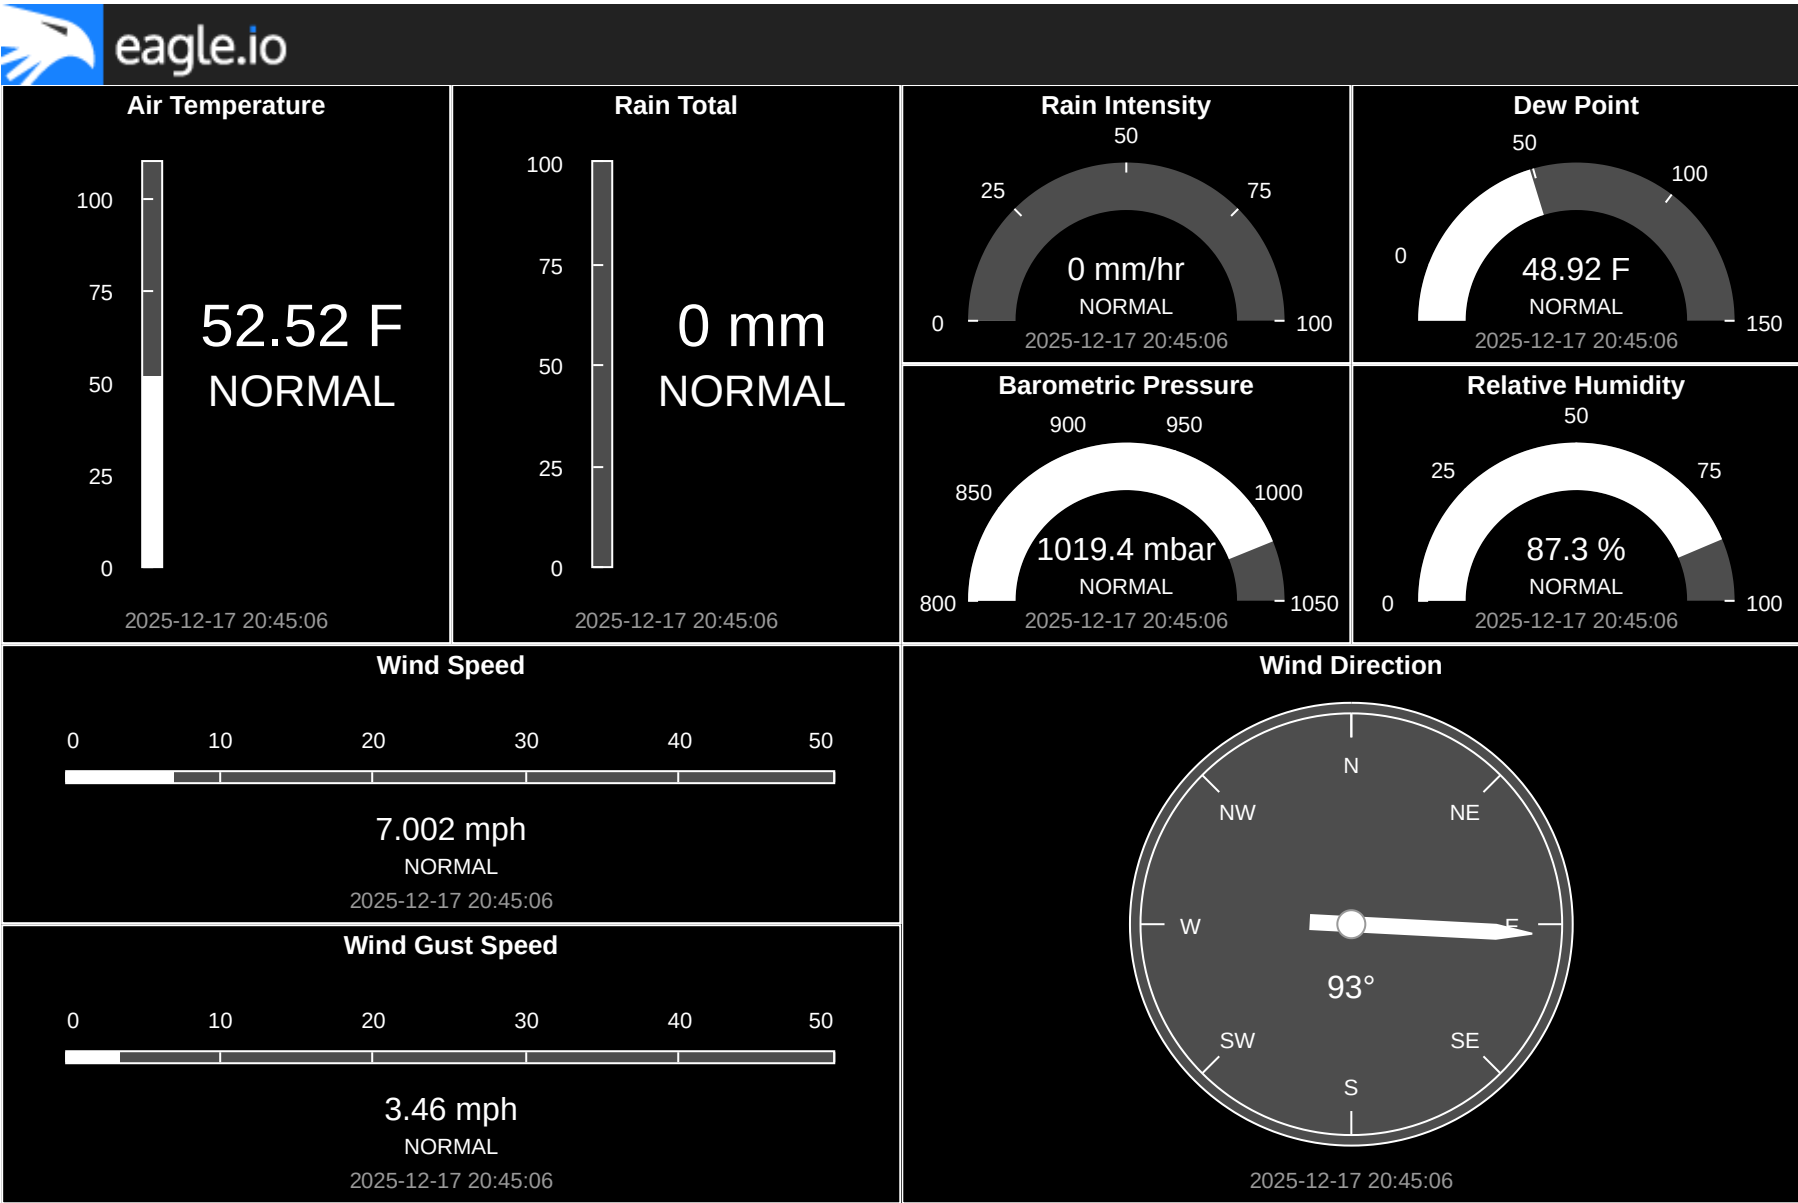 eagle.io
Air Temperature
100
75
50
25
0
52.52 F
NORMAL
2025-12-17 20:45:06
Rain Total
100
75
50
25
0
0 mm
NORMAL
2025-12-17 20:45:06
Rain Intensity
50
25
75
0
100
0 mm/hr
NORMAL
2025-12-17 20:45:06
Dew Point
50
100
0
150
48.92 F
NORMAL
2025-12-17 20:45:06
Barometric Pressure
900
950
850
1000
800
1050
1019.4 mbar
NORMAL
2025-12-17 20:45:06
Relative Humidity
50
25
75
0
100
87.3 %
NORMAL
2025-12-17 20:45:06
Wind Speed
0 10 20 30 40 50
7.002 mph
NORMAL
2025-12-17 20:45:06
Wind Gust Speed
0 10 20 30 40 50
3.46 mph
NORMAL
2025-12-17 20:45:06
Wind Direction
N
NW
NE
W
E
93°
SW
SE
S
2025-12-17 20:45:06